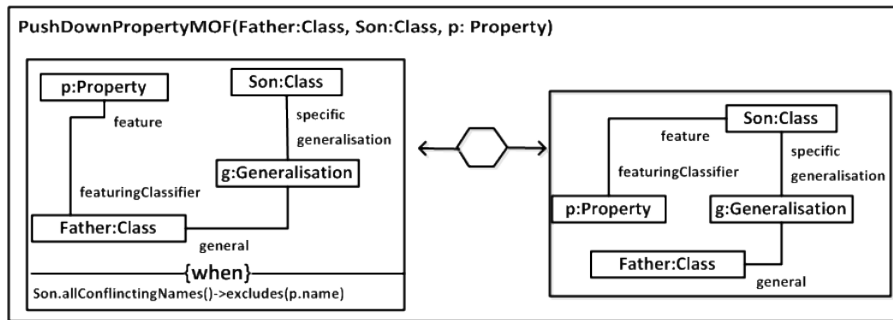 PushDownPropertyMOF(Father:Class, Son:Class, p: Property)
p:Property
Son:Class
feature
specific
generalisation
featuringClassifier
g:Generalisation
Father:Class
general
{when}
Son.allConflinctingNames()->excludes(p.name)
Son:Class
feature
specific
featuringClassifier
generalisation
p:Property
g:Generalisation
Father:Class
general